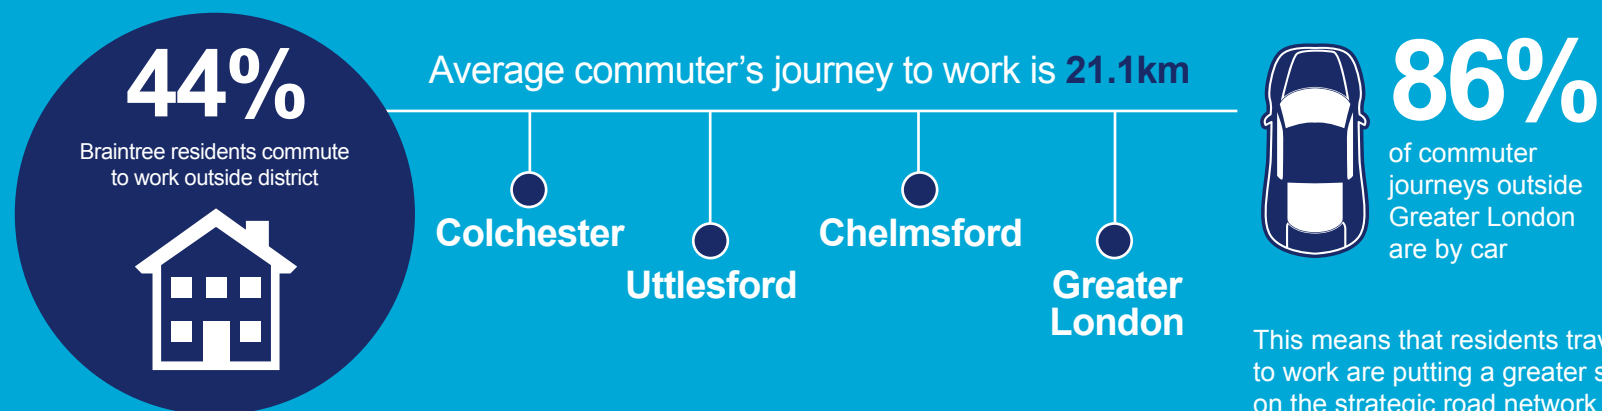 44%
Braintree residents commute
to work outside district
Average commuter’s journey to work is 21.1km
Colchester
Uttlesford
Chelmsford
Greater
London
86%
of commuter
journeys outside
Greater London
are by car
This means that residents
to work are putting a greater
on the strategic road network